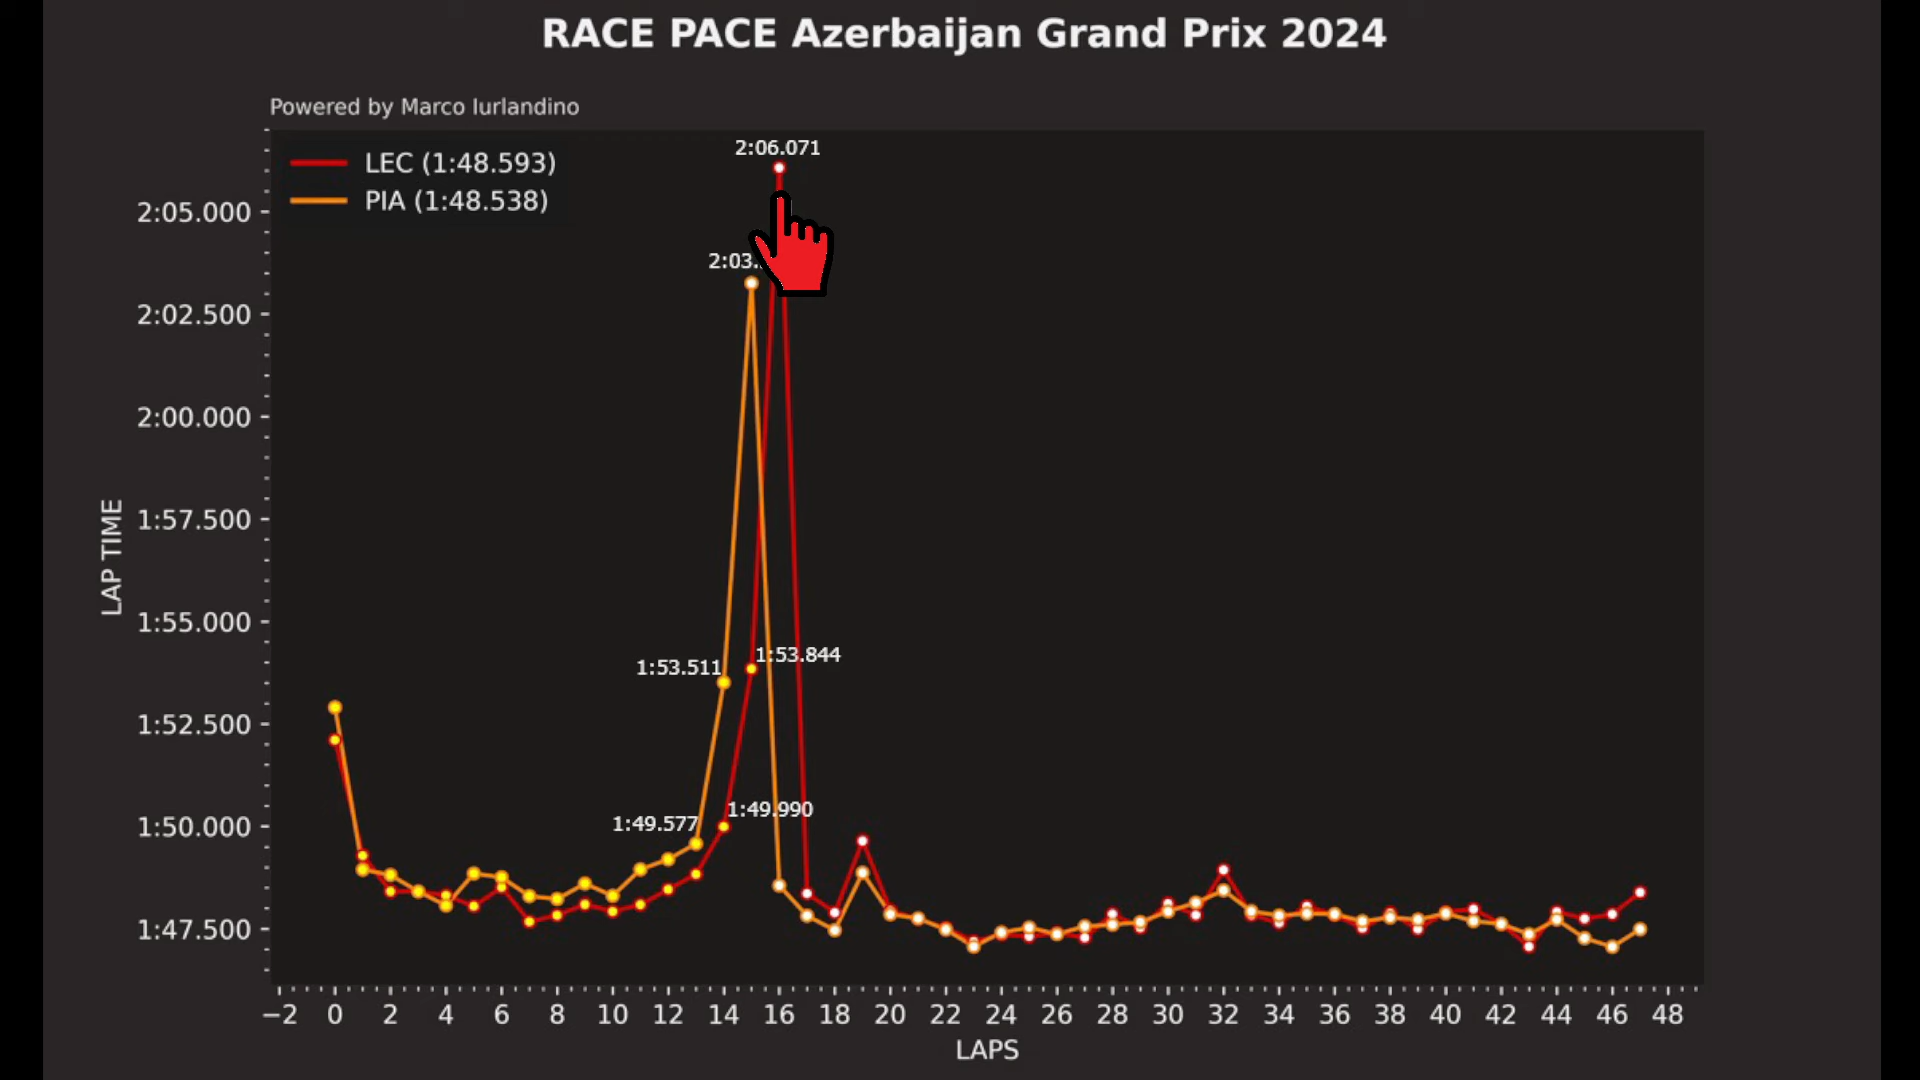 RACE PACE Azerbaijan Grand Prix 2024
Powered by Marco Iurlandino
LEC (1:48.593)
PIA (1:48.538)
2:06.071
2:03.
1:53.511
1:53.844
1:49.577
1:49.990
LAP TIME
2:05.000
2:02.500
2:00.000
1:57.500
1:55.000
1:52.500
1:50.000
1:47.500
−2 0 2 4 6 8 10 12 14 16 18 20 22 24 26 28 30 32 34 36 38 40 42 44 46 48
LAPS